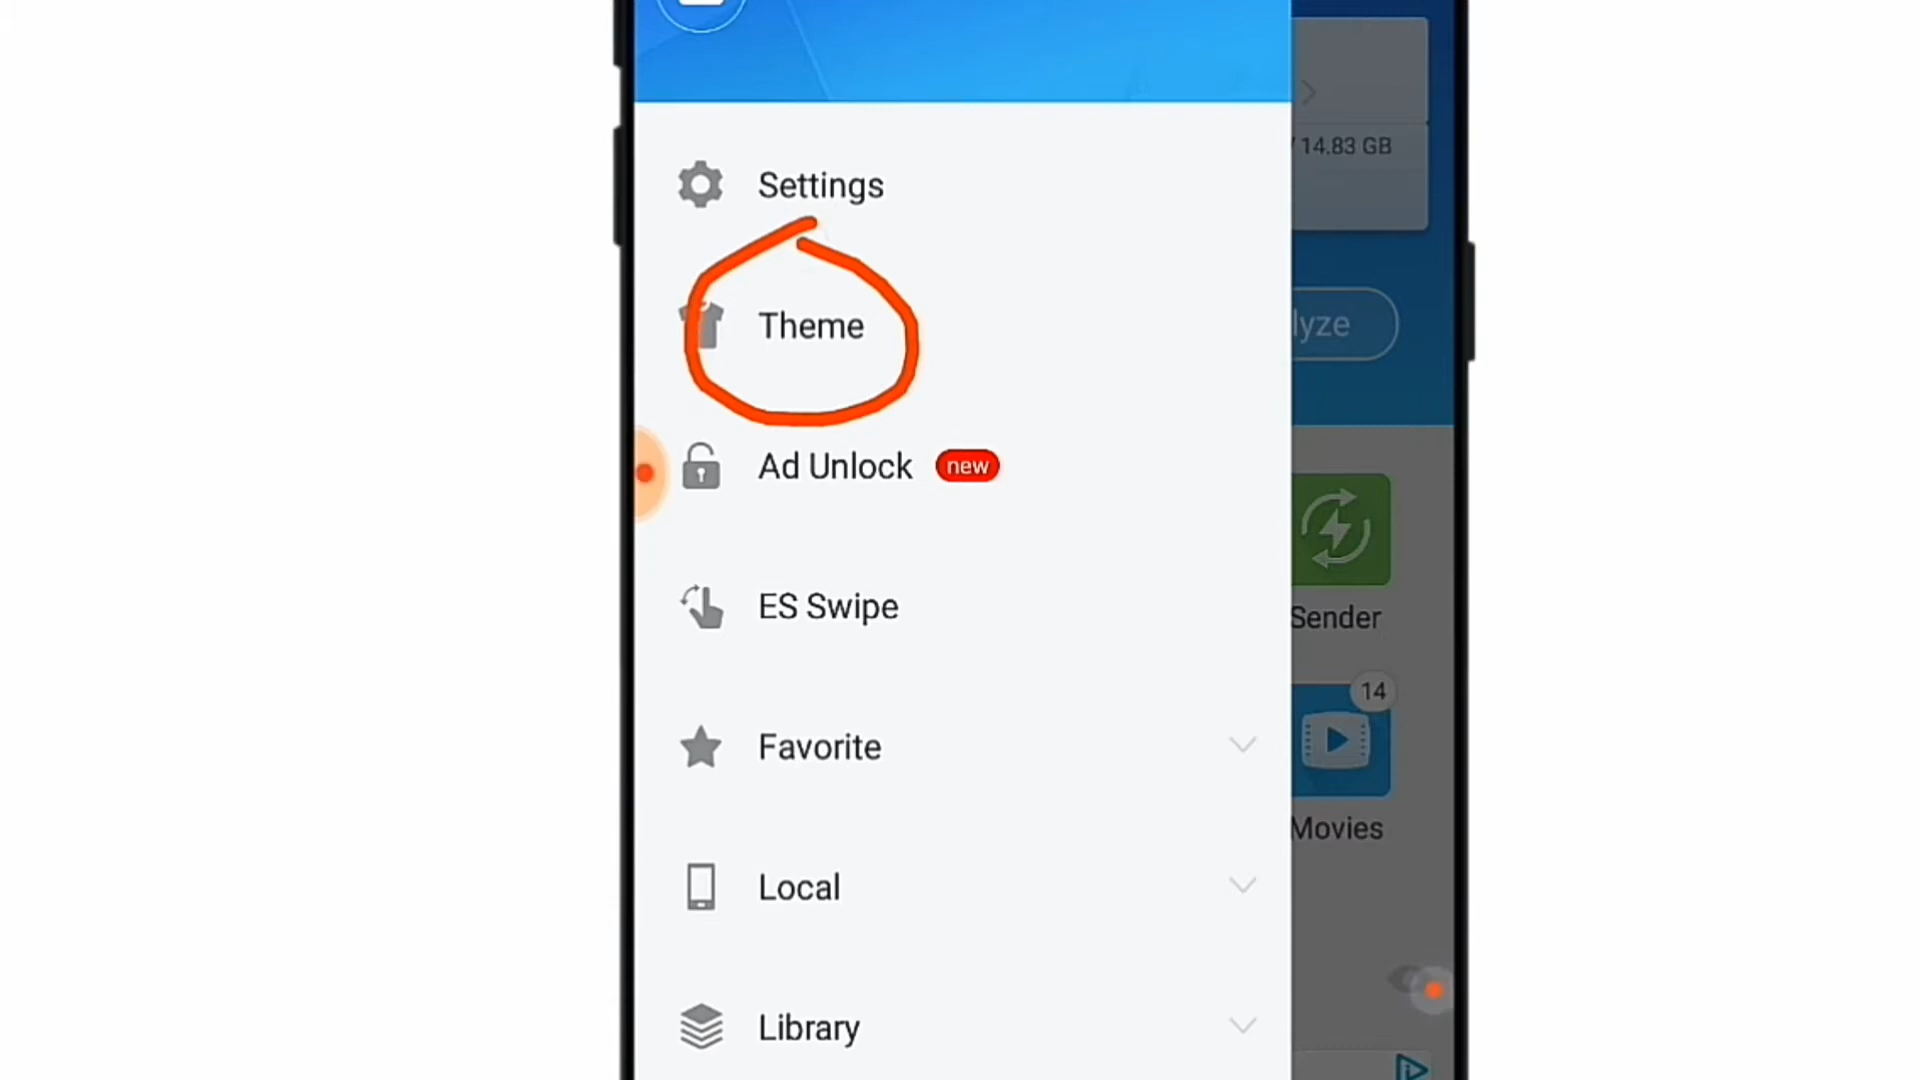 Settings
14.83 GB
Theme
lyze
Ad Unlock new
Sender
ES Swipe
14
Favorite
Movies
Local
Library